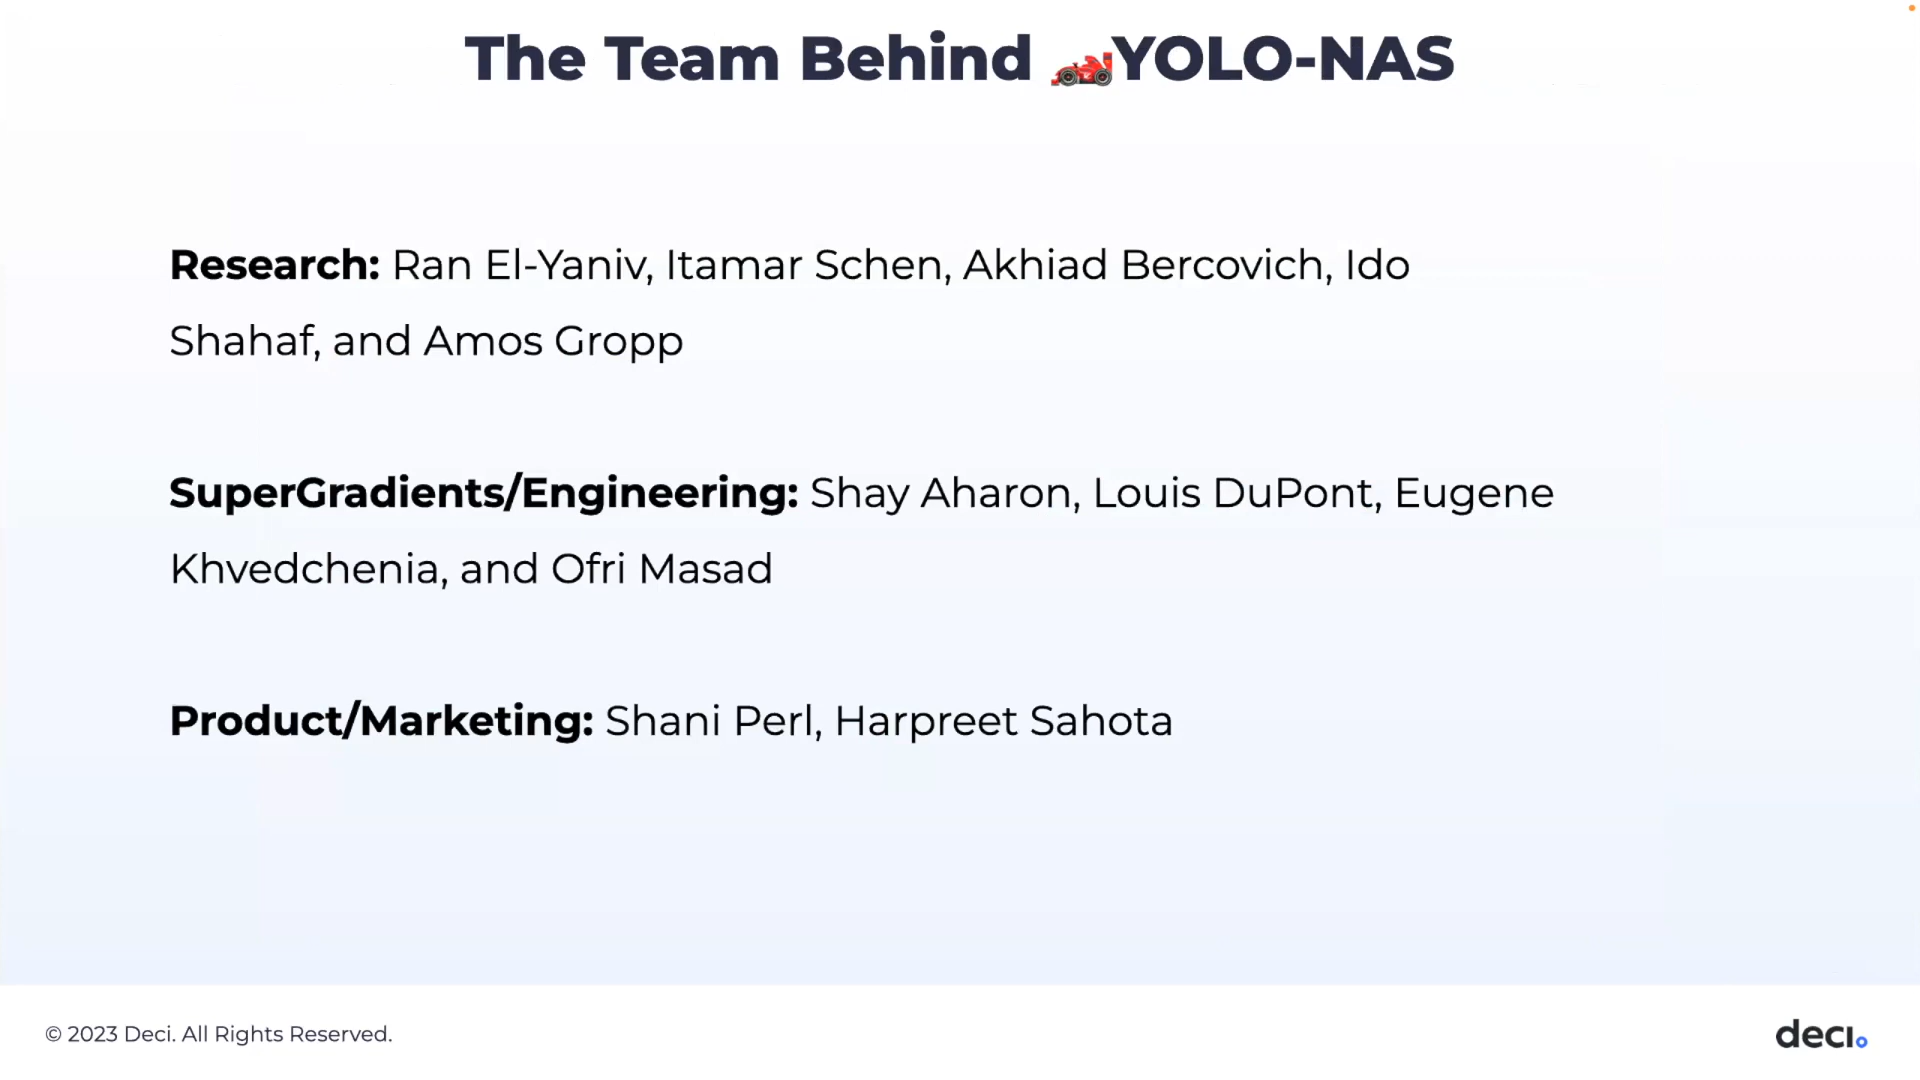 The Team Behind 🏎️YOLO-NAS
Research: Ran El-Yaniv, Itamar Schen, Akhiad Bercovich, Ido
Shahaf, and Amos Gropp
SuperGradients/Engineering: Shay Aharon, Louis DuPont, Eugene
Khvedchenia, and Ofri Masad
Product/Marketing: Shani Perl, Harpreet Sahota
© 2023 Deci. All Rights Reserved.
deci.